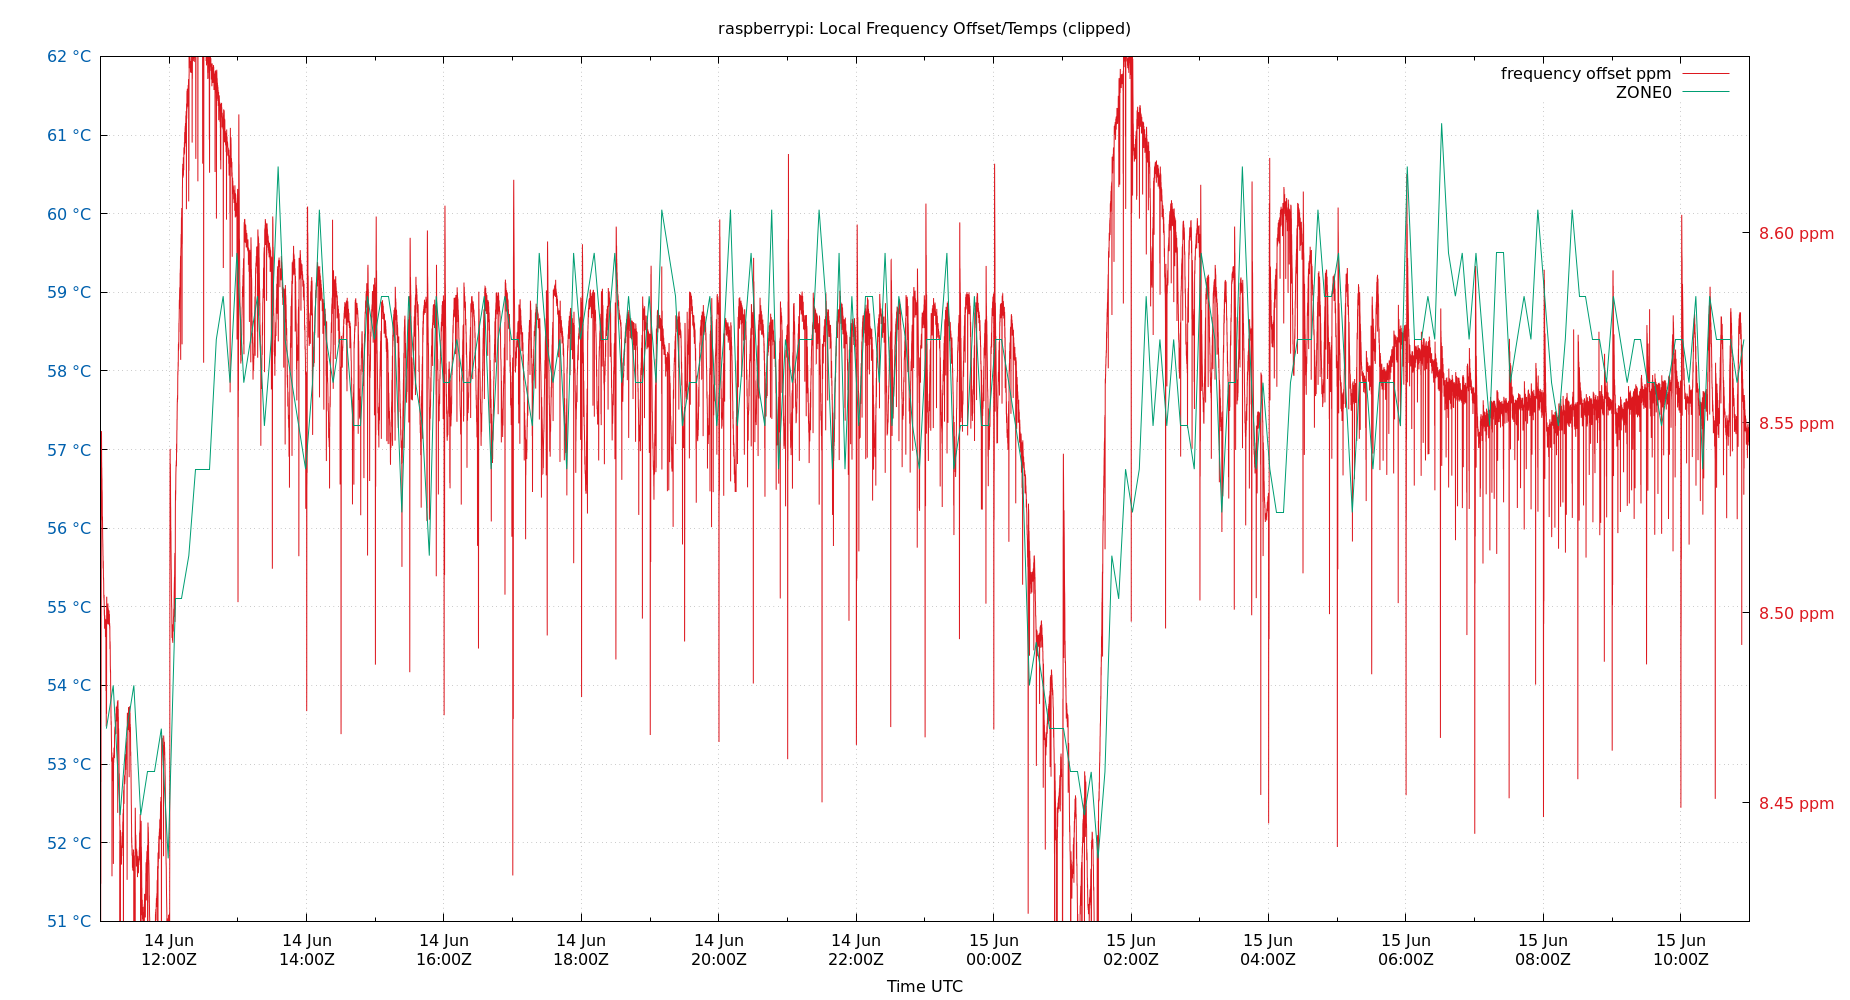 raspberrypi: Local Frequency Offset/Temps (clipped)
frequency offset ppm
ZONE0
62 °C
61 °C
60 °C
59 °C
58 °C
57 °C
56 °C
55 °C
54 °C
53 °C
52 °C
51 °C
8.60 ppm
8.55 ppm
8.50 ppm
8.45 ppm
14 Jun 14 Jun 14 Jun 14 Jun 14 Jun 14 Jun 15 Jun 15 Jun 15 Jun 15 Jun 15 Jun 15 Jun
12:00Z 14:00Z 16:00Z 18:00Z 20:00Z 22:00Z 00:00Z 02:00Z 04:00Z 06:00Z 08:00Z 10:00Z
Time UTC